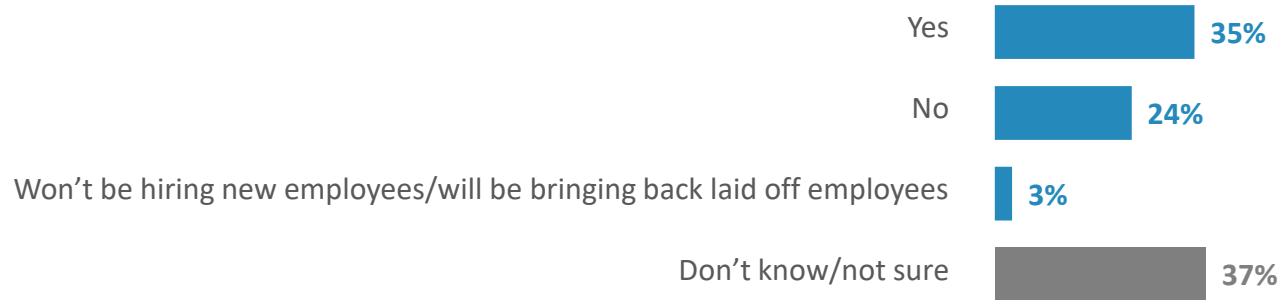 Yes 35%
No 24%
Won’t be hiring new employees/will be bringing back laid off employees 3%
Don’t know/not sure 37%